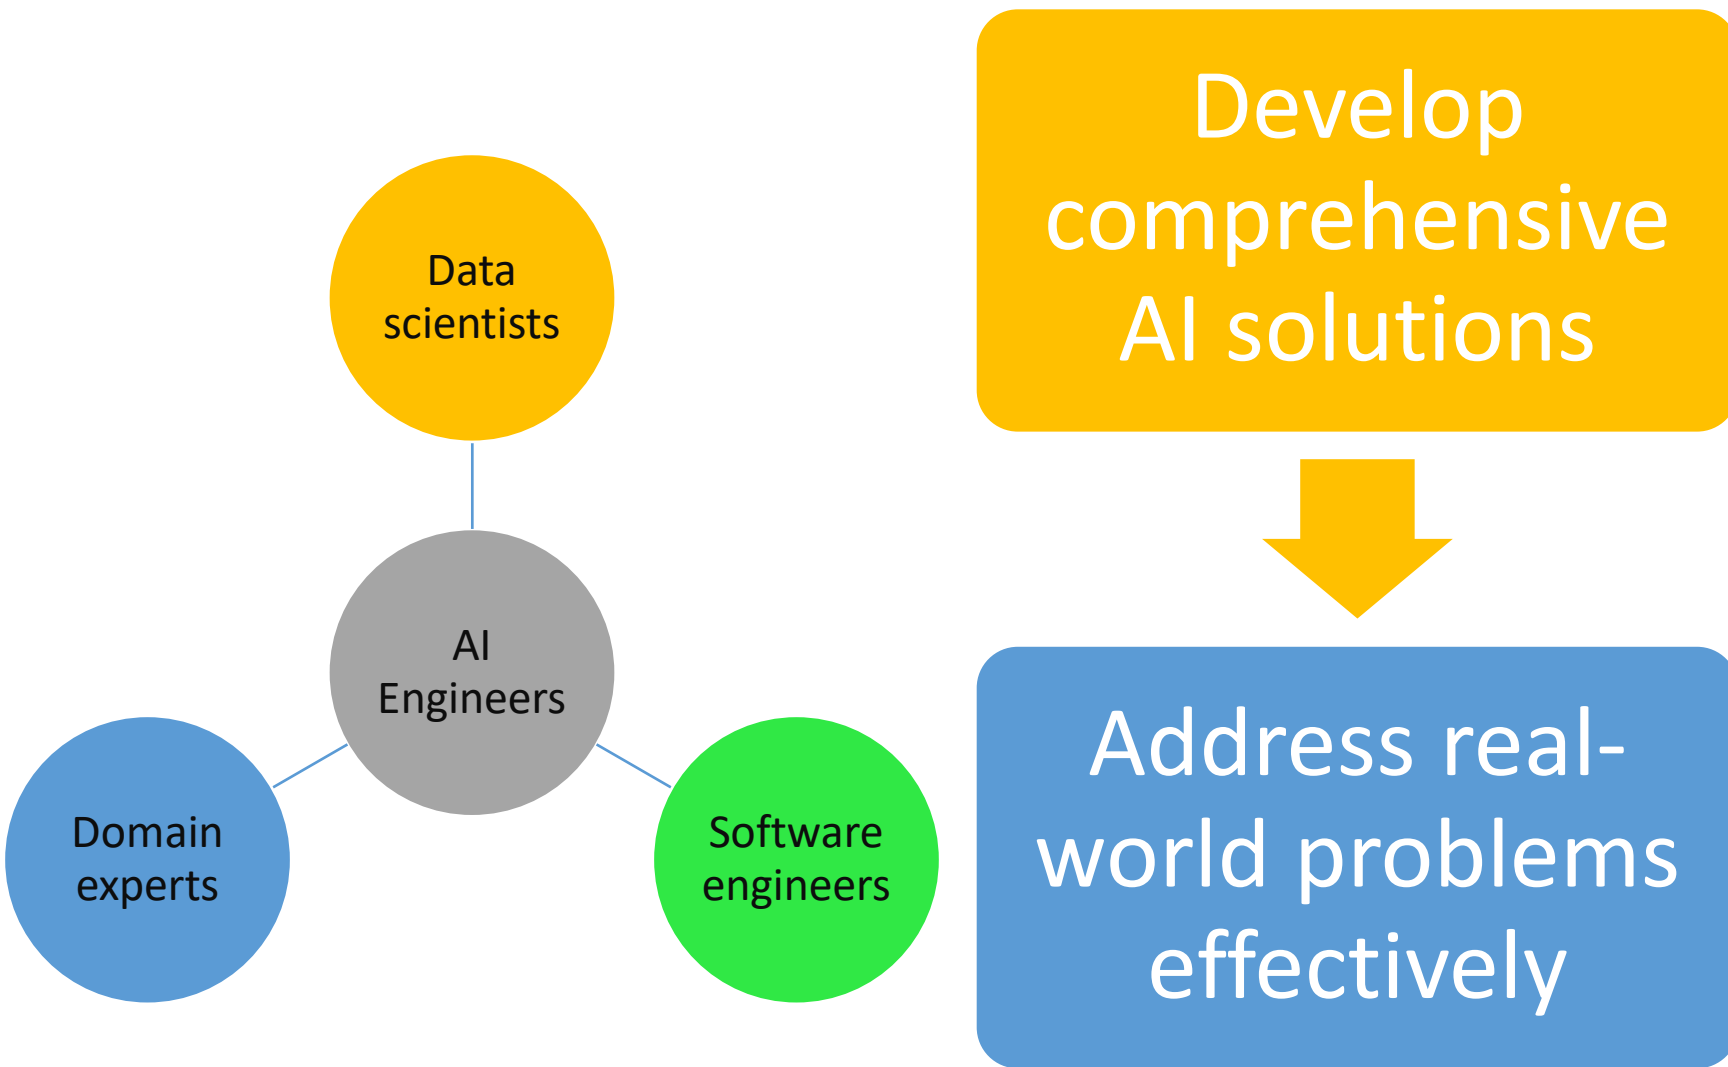 Data
scientists
AI
Engineers
Domain
experts
Software
engineers
Develop
comprehensive
AI solutions
Address real-
world problems
effectively